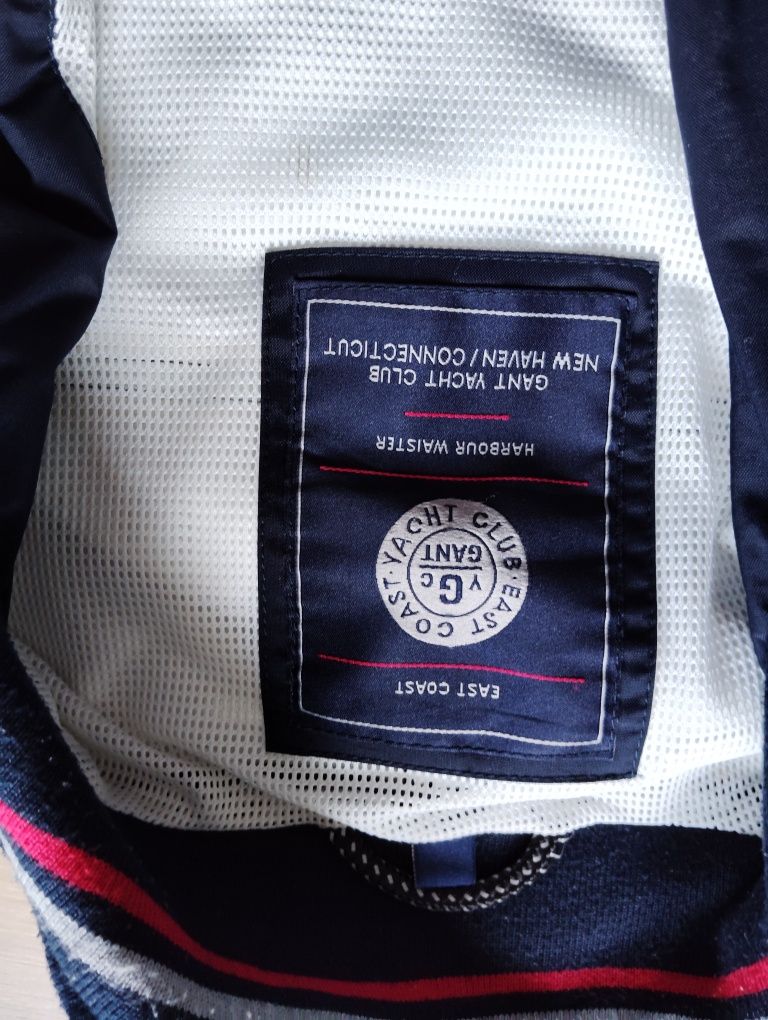 EAST COAST
YACHT CLUB · EAST COAST ·
GANT
Y G C
HARBOUR WAISTER
GANT YACHT CLUB
NEW HAVEN / CONNECTICUT